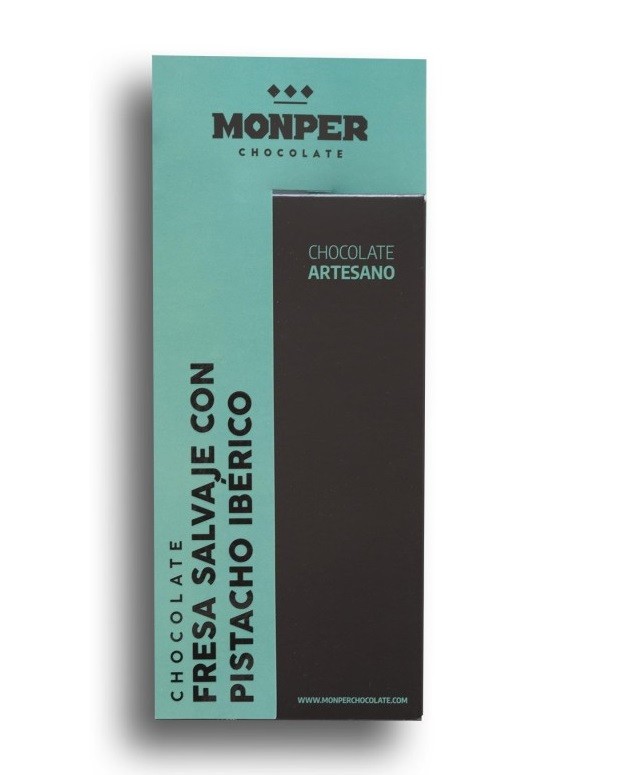 MONPER
CHOCOLATE
CHOCOLATE
ARTESANO
CHOCOLATE
FRESA SALVAJE CON
PISTACHO IBÉRICO
WWW.MONPERCHOCOLATE.COM